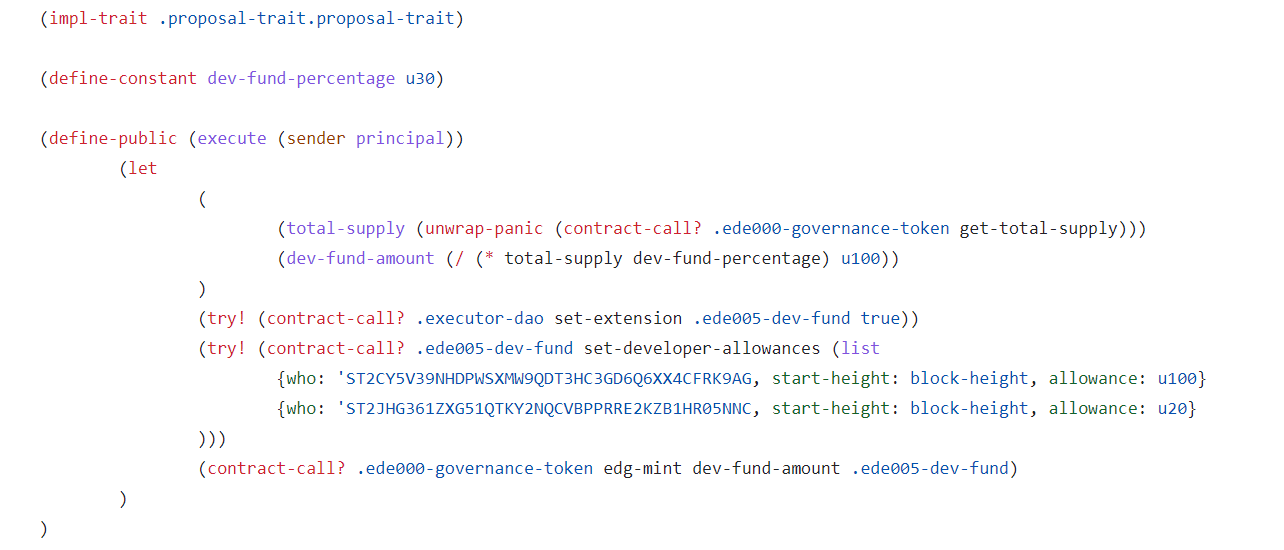 (impl-trait .proposal-trait.proposal-trait)
(define-constant dev-fund-percentage u30)
(define-public (execute (sender principal))
(let
(
(total-supply (unwrap-panic (contract-call? .ede000-governance-token get-total-supply)))
(dev-fund-amount (/ (* total-supply dev-fund-percentage) u100))
)
(try! (contract-call? .executor-dao set-extension .ede005-dev-fund true))
(try! (contract-call? .ede005-dev-fund set-developer-allowances (list
{who: 'ST2CY5V39NHDPWSXMW9QDT3HC3GD6Q6XX4CFRK9AG, start-height: block-height, allowance: u100}
{who: 'ST2JHG361ZXG51QTKY2NQCVBPPRRE2KZB1HR05NNC, start-height: block-height, allowance: u20}
)))
(contract-call? .ede000-governance-token edg-mint dev-fund-amount .ede005-dev-fund)
)
)